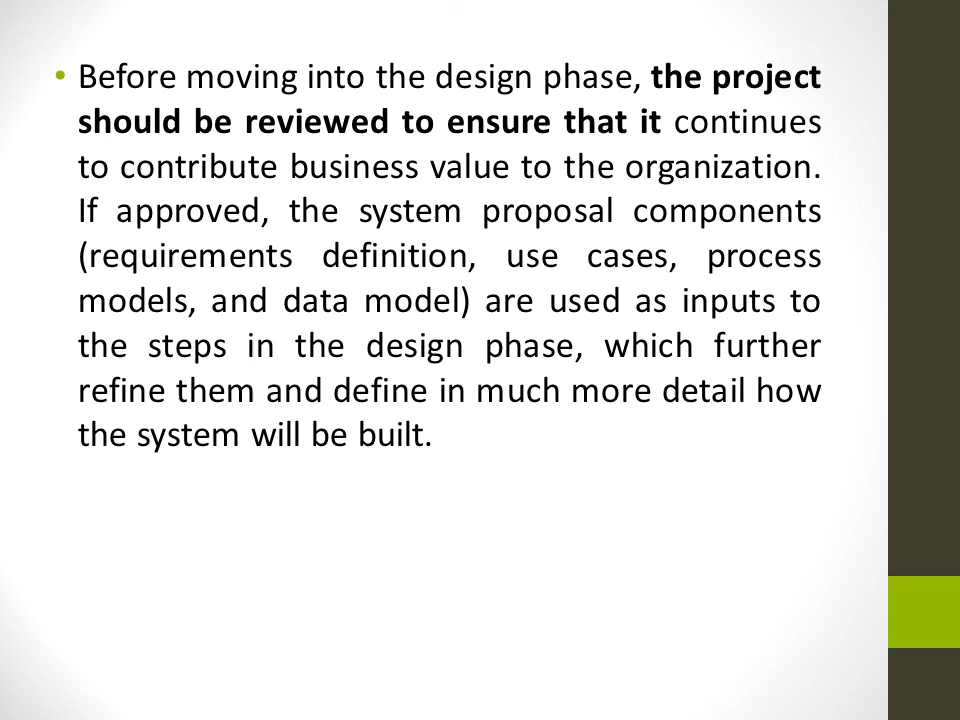 • Before moving into the design phase, the project
should be reviewed to ensure that it continues
to contribute business value to the organization.
If approved, the system proposal components
(requirements definition, use cases, process
models, and data model) are used as inputs to
the steps in the design phase, which further
refine them and define in much more detail how
the system will be built.